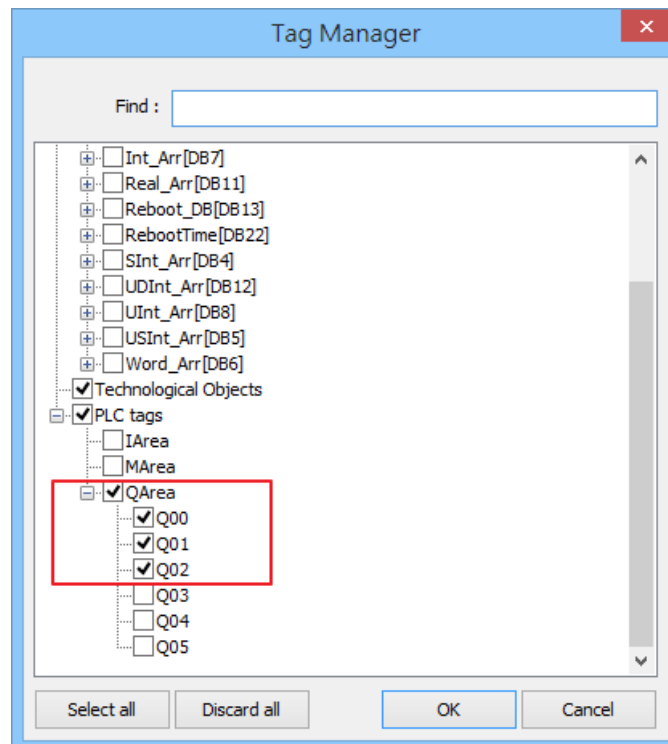 Tag Manager
Find :
Int_Arr[DB7]
Real_Arr[DB11]
Reboot_DB[DB13]
RebootTime[DB22]
SInt_Arr[DB4]
UDInt_Arr[DB12]
UInt_Arr[DB8]
USInt_Arr[DB5]
Word_Arr[DB6]
Technological Objects
PLC tags
IArea
MArea
QArea
Q00
Q01
Q02
Q03
Q04
Q05
Select all Discard all OK Cancel